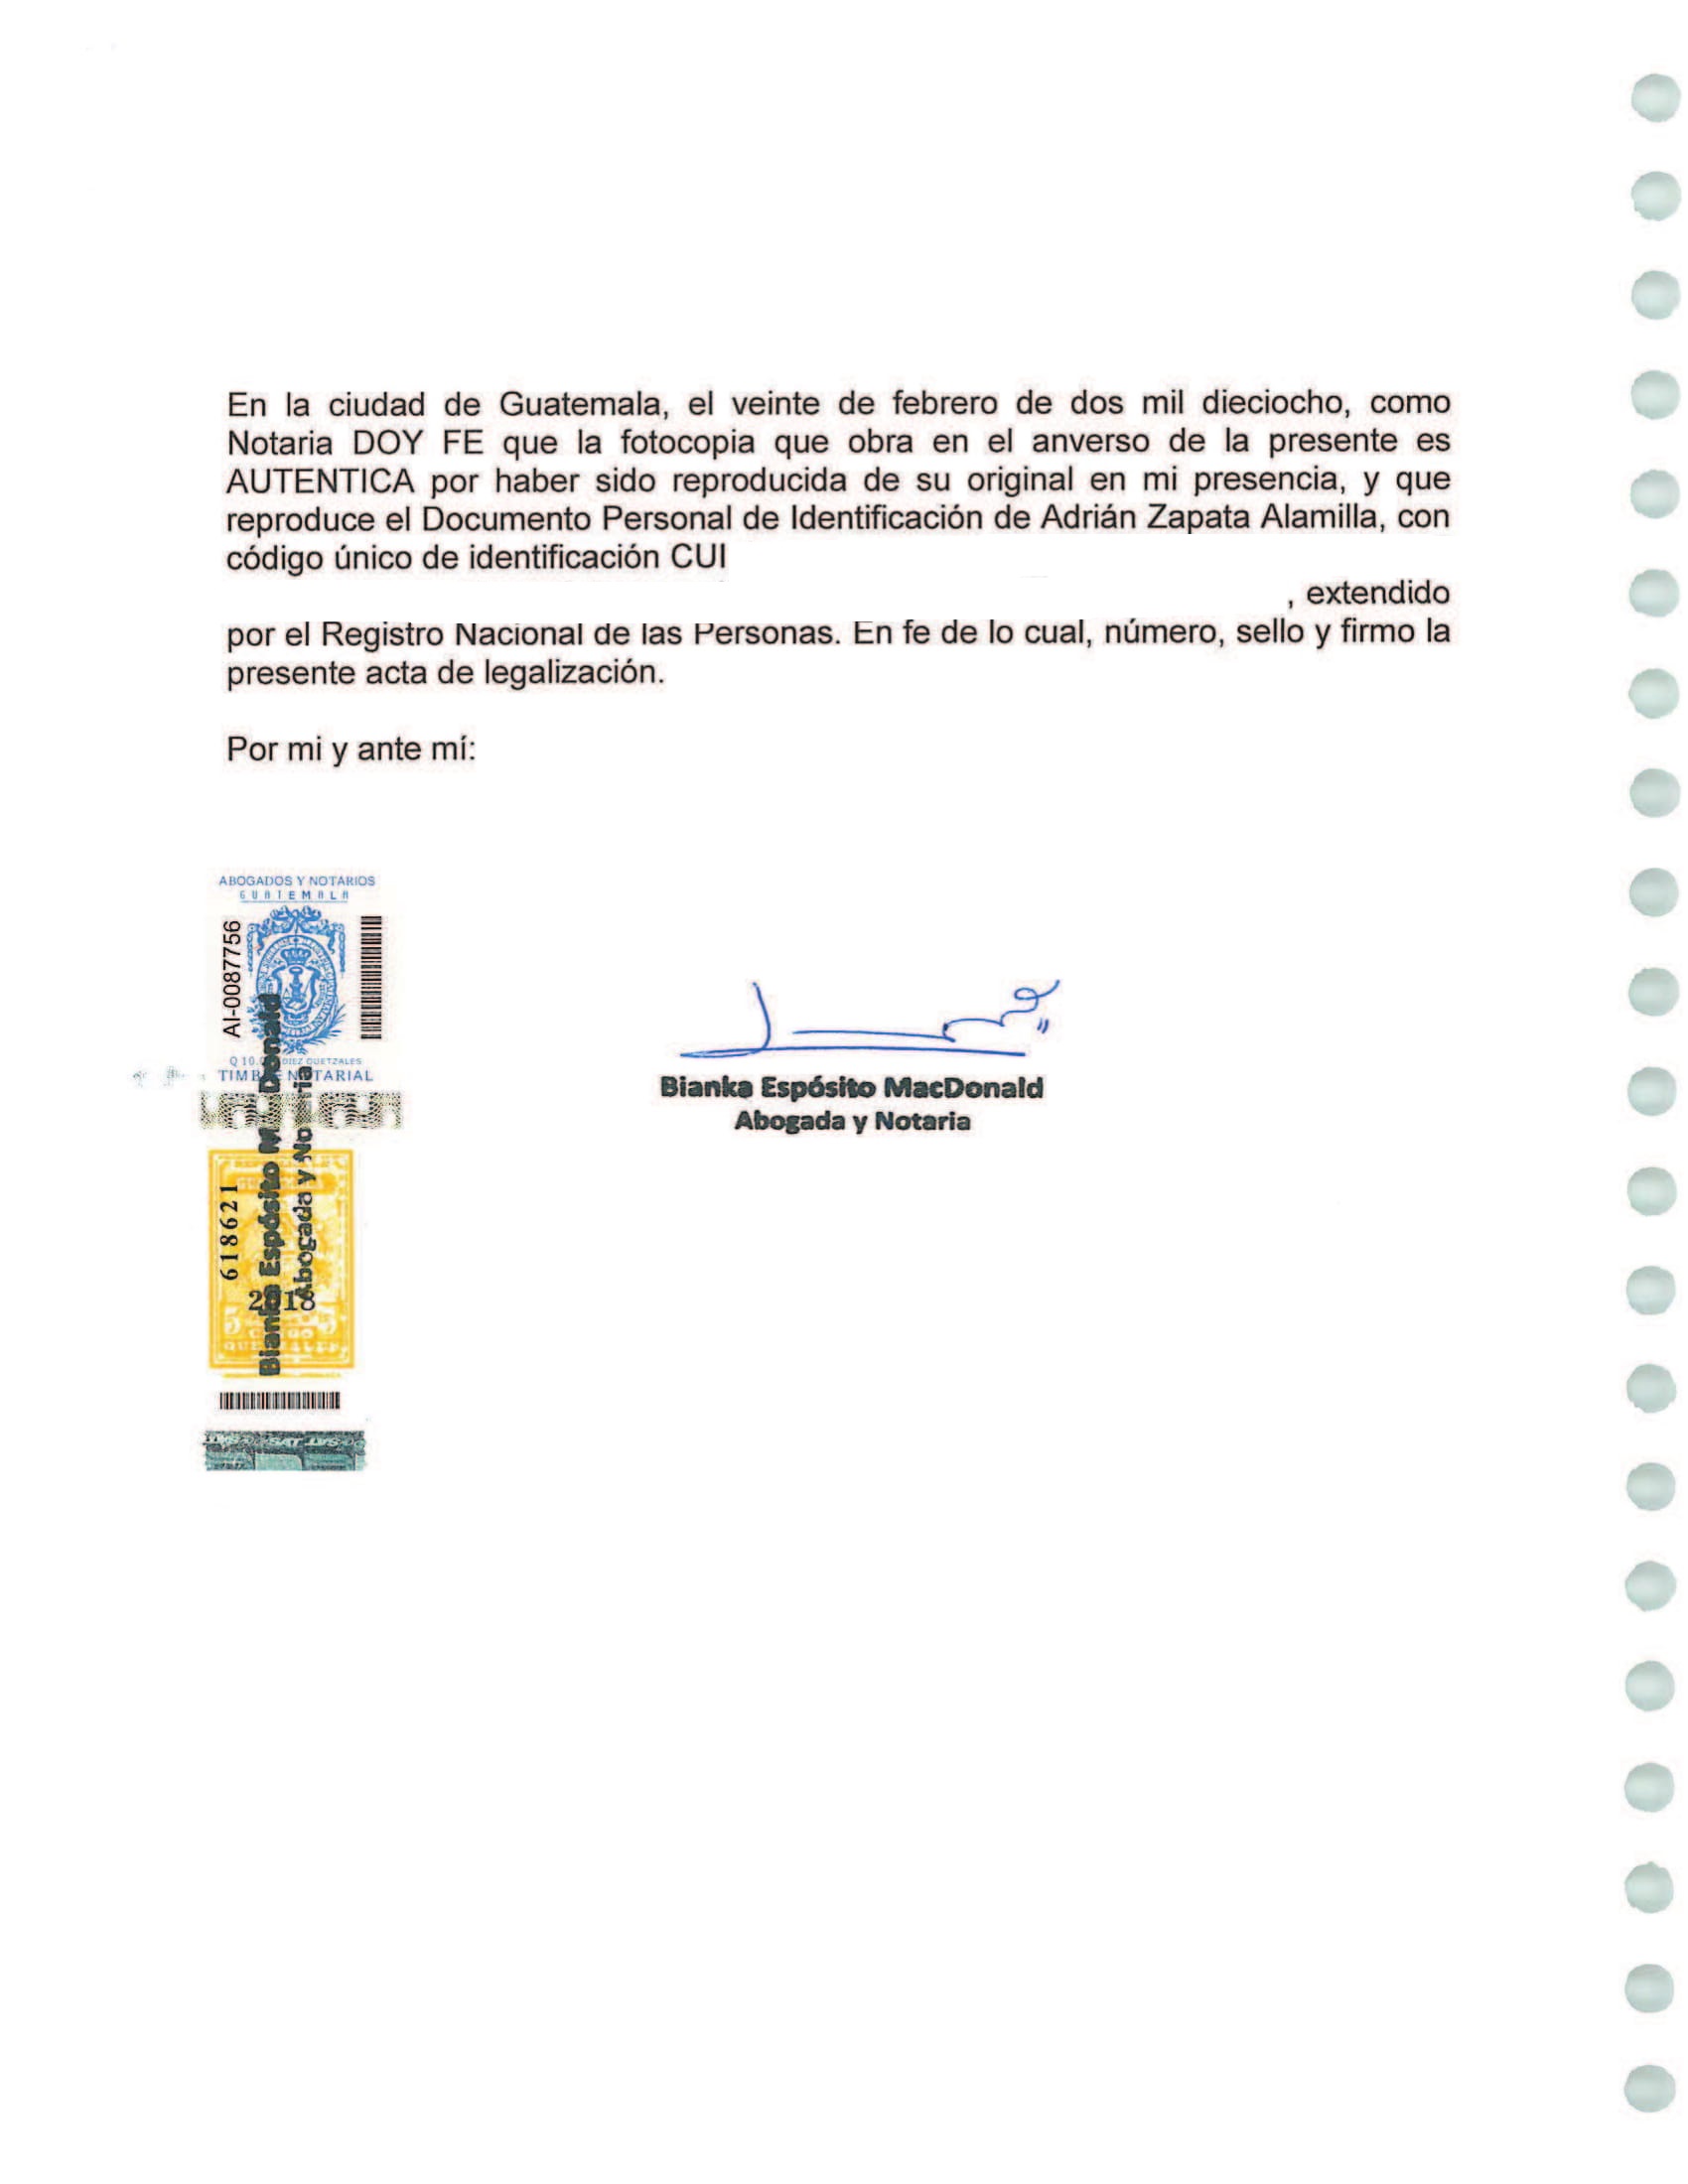 En la ciudad de Guatemala, el veinte de febrero de dos mil dieciocho, como
Notaria DOY FE que la fotocopia que obra en el anverso de la presente es
AUTENTICA por haber sido reproducida de su original en mi presencia, y que
reproduce el Documento Personal de Identificación de Adrián Zapata Alamilla, con
código único de identificación CUI
, extendido
por el Registro Nacional de las Personas. En fe de lo cual, número, sello y firmo la
presente acta de legalización.
Por mi y ante mí:
ABOGADOS Y NOTARIOS
GUATEMALA
AI-0087756
TIMBRE NOTARIAL
Bianka Espósito MacDonald
Abogada y Notaria
618621
2018
Bianka Espósito MacDonald
Abogada y Notaria